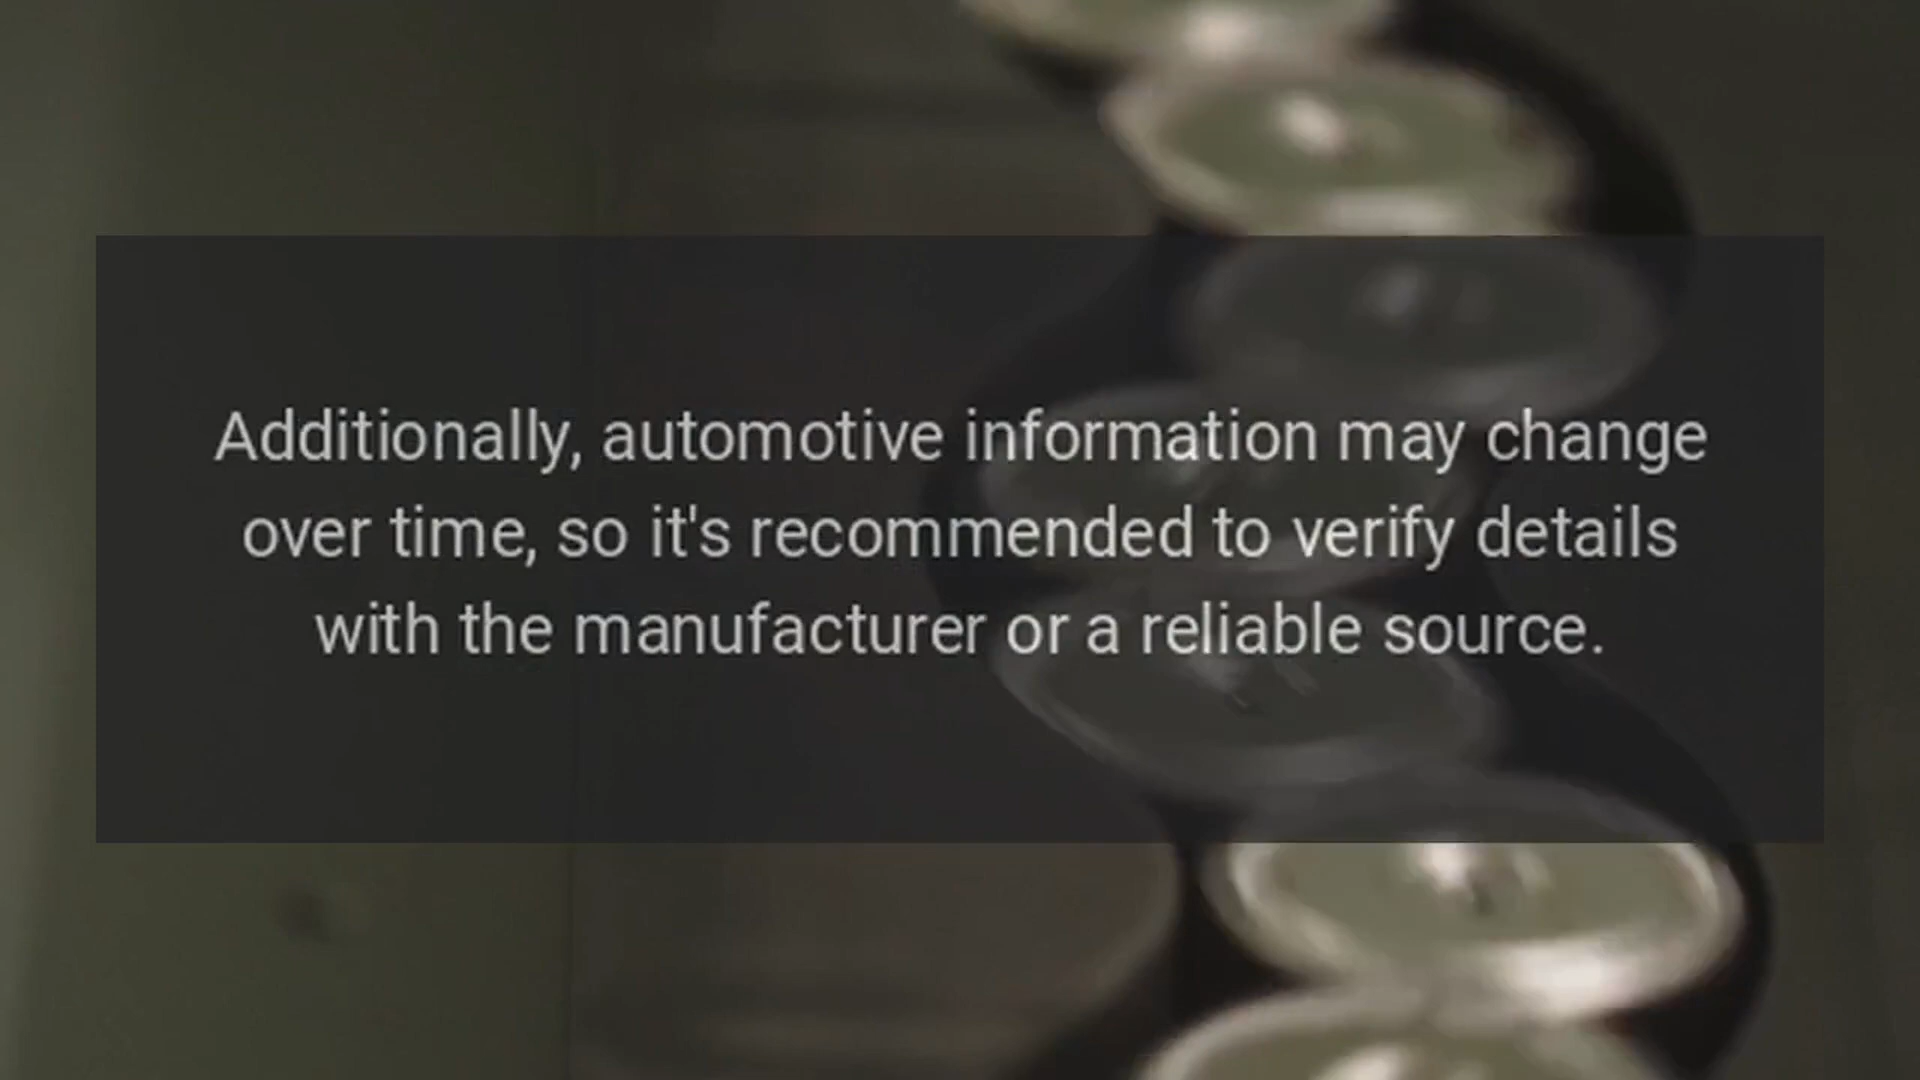 Additionally, automotive information may change
over time, so it's recommended to verify details
with the manufacturer or a reliable source.